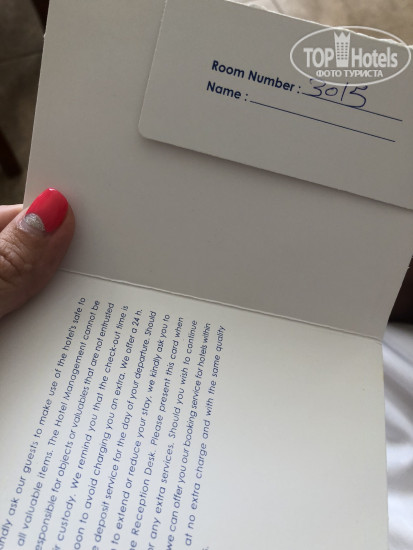 TOP Hotels
ФОТО ТУРИСТА
Room Number : 3015
Name :
ndly ask our guests to make use of the hotel's safe to
all valuable items. The Hotel Management cannot be
esponsible for objects or valuables that are not entrusted
r custody. We remind you that the check-out time is
oon to avoid charging you an extra. We offer a 24 h.
e deposit service for the day of your departure. Should
n to extend or reduce your stay, we kindly ask you to
e Reception Desk. Please present this card when
or any extra services. Should you wish to continue
we can offer you our booking service for hotels within
at no extra charge and with the same quality
s.